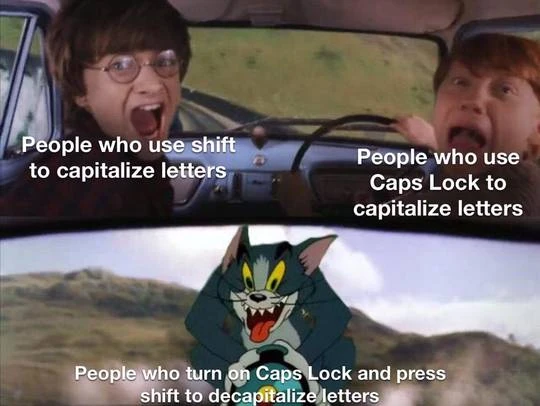 People who use shift
to capitalize letters
People who use
Caps Lock to
capitalize letters
People who turn on Caps Lock and press
shift to decapitalize letters